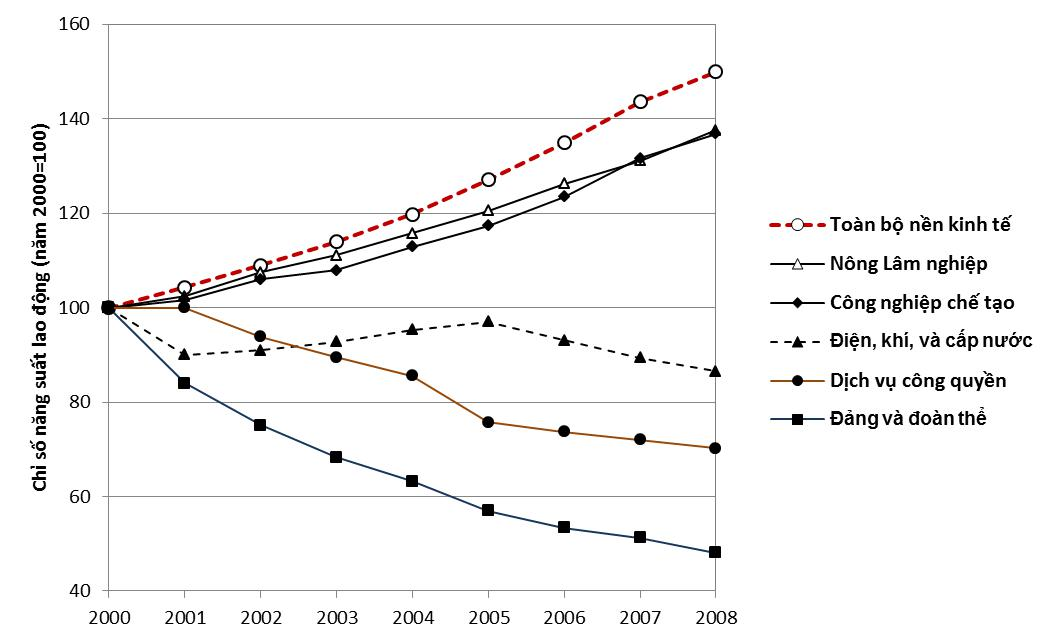 Chỉ số năng suất lao động (năm 2000=100)
160
140
120
100
80
60
40
2000 2001 2002 2003 2004 2005 2006 2007 2008
Toàn bộ nền kinh tế
Nông Lâm nghiệp
Công nghiệp chế tạo
Điện, khí, và cấp nước
Dịch vụ công quyền
Đảng và đoàn thể